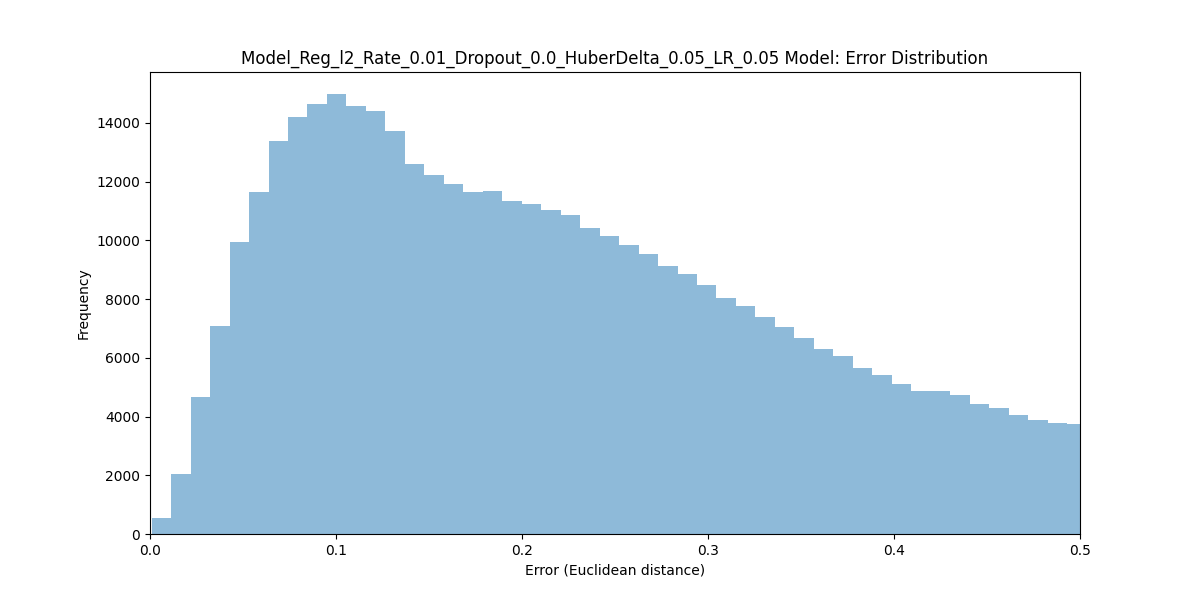 Model_Reg_l2_Rate_0.01_Dropout_0.0_HuberDelta_0.05_LR_0.05 Model: Error Distribution
14000
12000
10000
8000
6000
4000
2000
0
Frequency
0.0 0.1 0.2 0.3 0.4 0.5
Error (Euclidean distance)